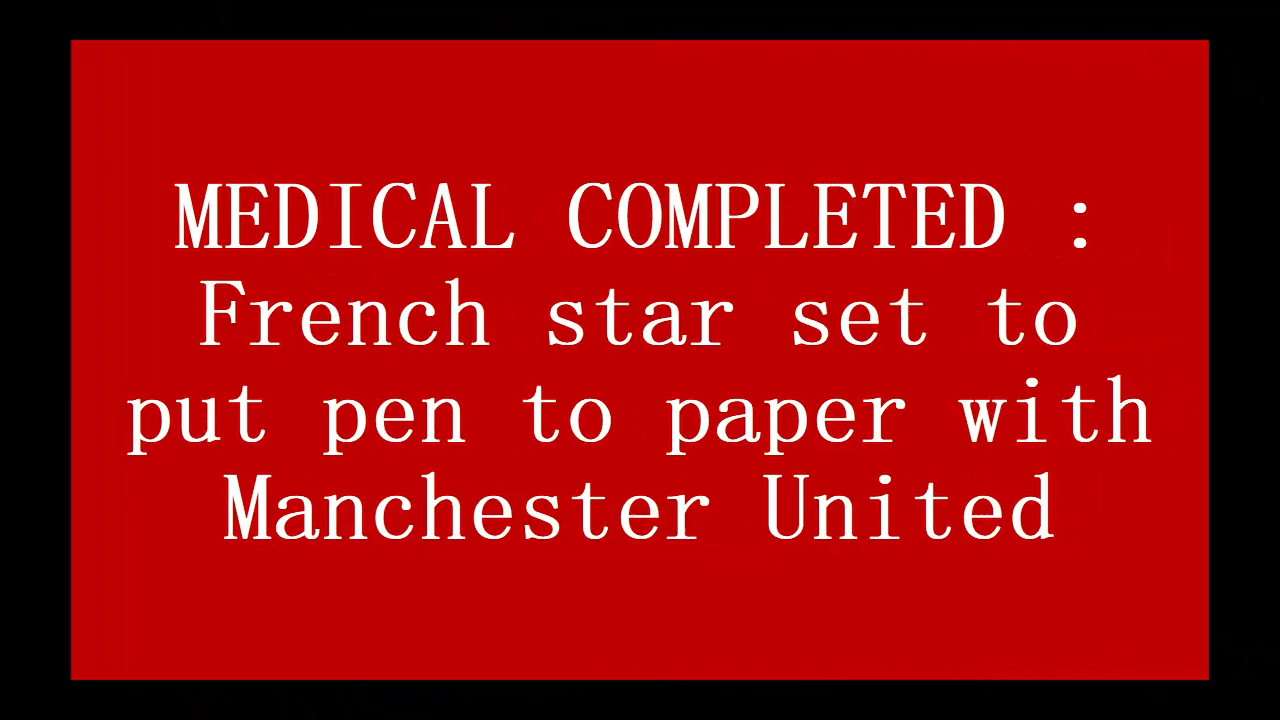 MEDICAL COMPLETED :
French star set to
put pen to paper with
Manchester United